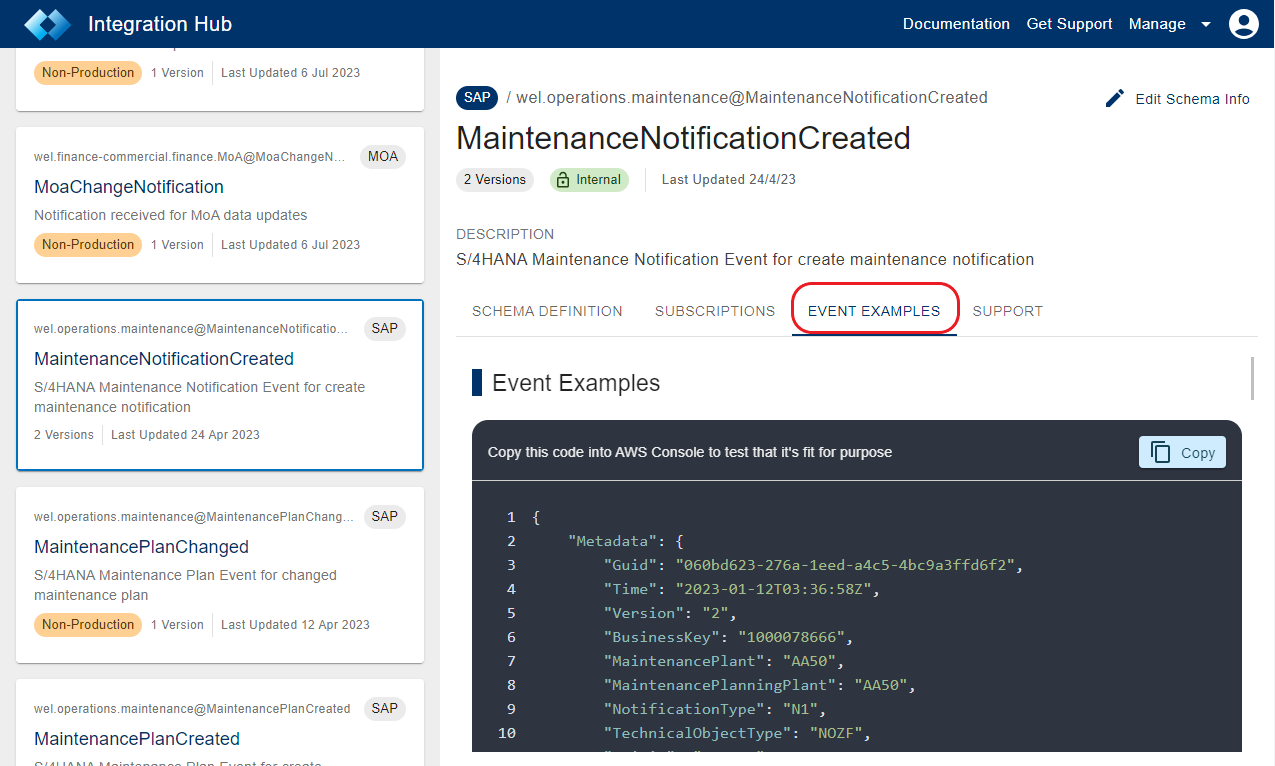 Integration Hub
Documentation Get Support Manage
Non-Production 1 Version Last Updated 6 Jul 2023
wel.finance-commercial.finance.MoA@MoaChangeN... MOA
MoaChangeNotification
Notification received for MoA data updates
Non-Production 1 Version Last Updated 6 Jul 2023
wel.operations.maintenance@MaintenanceNotificatio... SAP
MaintenanceNotificationCreated
S/4HANA Maintenance Notification Event for create
maintenance notification
2 Versions Last Updated 24 Apr 2023
wel.operations.maintenance@MaintenancePlanChang... SAP
MaintenancePlanChanged
S/4HANA Maintenance Plan Event for changed
maintenance plan
Non-Production 1 Version Last Updated 12 Apr 2023
wel.operations.maintenance@MaintenancePlanCreated SAP
MaintenancePlanCreated
S/4HANA Maintenance Plan Event for create
SAP / wel.operations.maintenance@MaintenanceNotificationCreated
Edit Schema Info
MaintenanceNotificationCreated
2 Versions Internal Last Updated 24/4/23
DESCRIPTION
S/4HANA Maintenance Notification Event for create maintenance notification
SCHEMA DEFINITION SUBSCRIPTIONS EVENT EXAMPLES SUPPORT
Event Examples
Copy this code into AWS Console to test that it's fit for purpose Copy
1 {
2 "Metadata": {
3 "Guid": "060bd623-276a-1eed-a4c5-4bc9a3ffd6f2",
4 "Time": "2023-01-12T03:36:58Z",
5 "Version": "2",
6 "BusinessKey": "1000078666",
7 "MaintenancePlant": "AA50",
8 "MaintenancePlanningPlant": "AA50",
9 "NotificationType": "N1",
10 "TechnicalObjectType": "NOZF",